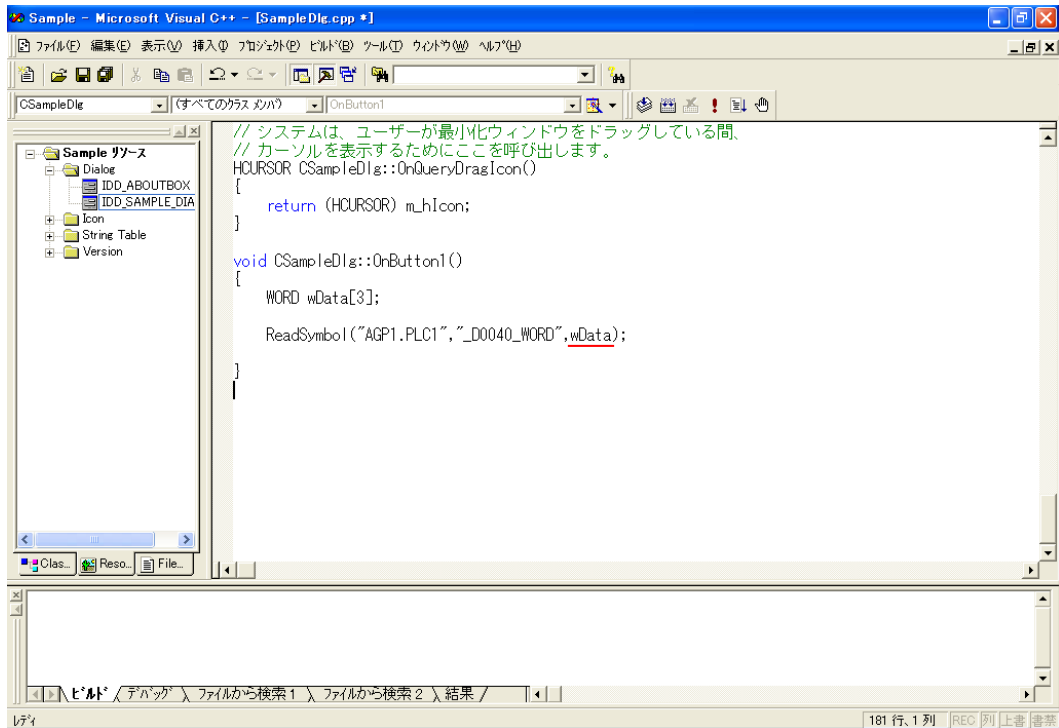 Sample - Microsoft Visual C++ - [SampleDlg.cpp *]
ファイル(F) 編集(E) 表示(V) 挿入(I) プロジェクト(P) ビルド(B) ツール(T) ウィンドウ(W) ヘルプ(H)
CSampleDlg (すべてのクラス メンバ) OnButton1
Sample リソース
Dialog
IDD_ABOUTBOX
IDD_SAMPLE_DIA
Icon
String Table
Version
Clas... Reso... File...
// システムは、ユーザーが最小化ウィンドウをドラッグしている間、
// カーソルを表示するためにここを呼び出します。
HCURSOR CSampleDlg::OnQueryDragIcon()
{
return (HCURSOR) m_hIcon;
}
void CSampleDlg::OnButton1()
{
WORD wData[3];
ReadSymbol("AGP1.PLC1","_D0040_WORD",wData);
}
ビルド デバッグ ファイルから検索 1 ファイルから検索 2 結果
レディ 181 行、1 列 REC 列 上書 書禁